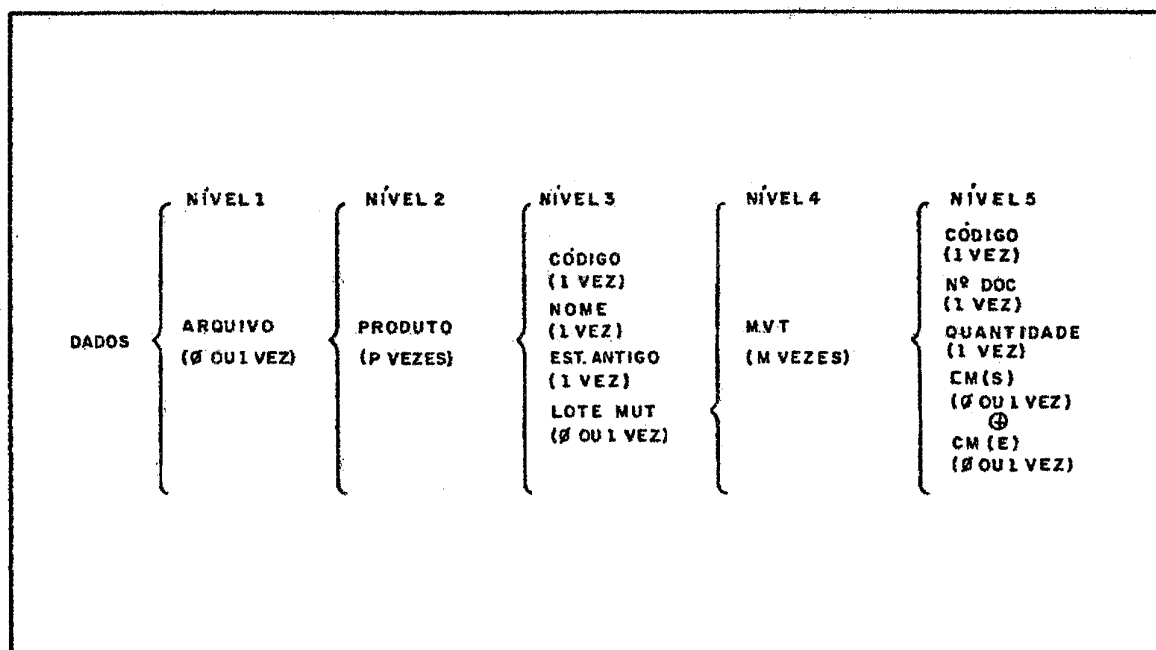 NÍVEL 1
NÍVEL 2
NÍVEL 3
NÍVEL 4
NÍVEL 5
DADOS
ARQUIVO
(Ø OU 1 VEZ)
PRODUTO
(P VEZES)
CÓDIGO
(1 VEZ)
NOME
(1 VEZ)
EST. ANTIGO
(1 VEZ)
LOTE MUT
(Ø OU 1 VEZ)
M.V.T
(M VEZES)
CÓDIGO
(1 VEZ)
Nº DOC
(1 VEZ)
QUANTIDADE
(1 VEZ)
CM(S)
(Ø OU 1 VEZ)
⊕
CM (E)
(Ø OU 1 VEZ)